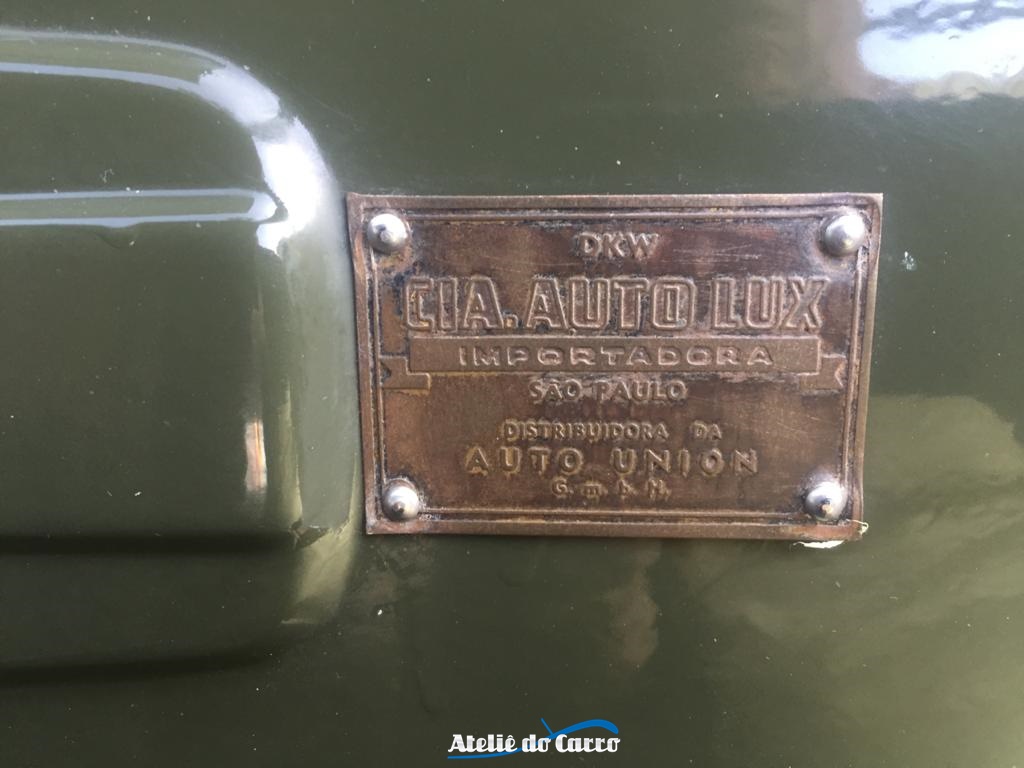 DKW
CIA. AUTO LUX
IMPORTADORA
SÃO PAULO
DISTRIBUIDORA DA
AUTO UNION
G. m. b. H.
Ateliê do Carro